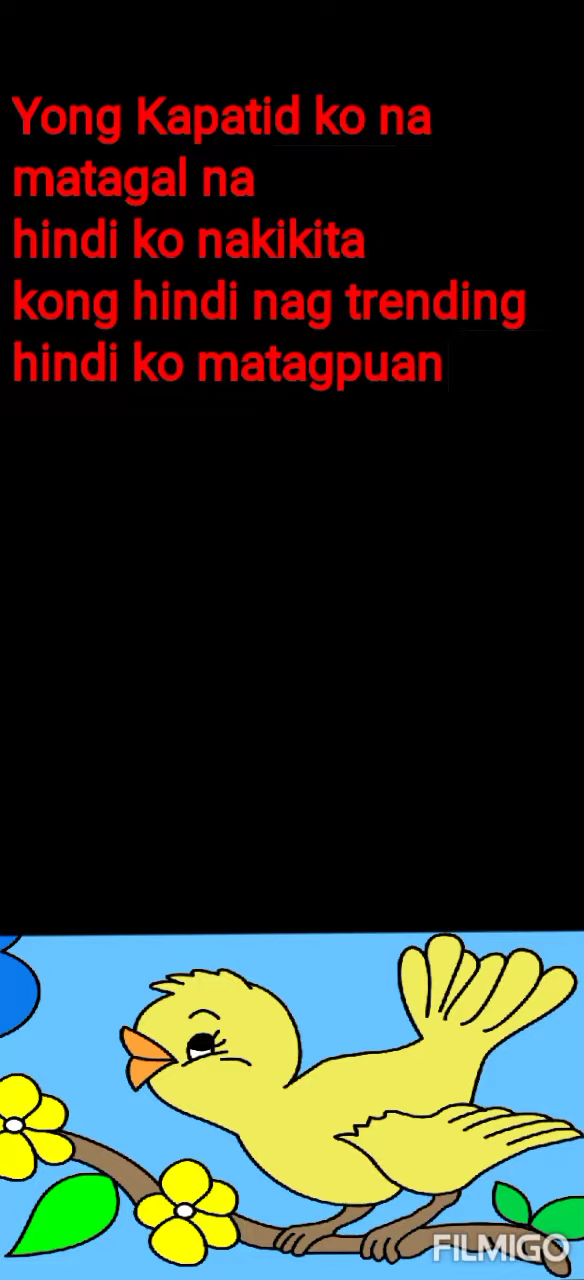 Yong Kapatid ko na
matagal na
hindi ko nakikita
kong hindi nag trending
hindi ko matagpuan
FILMIGO